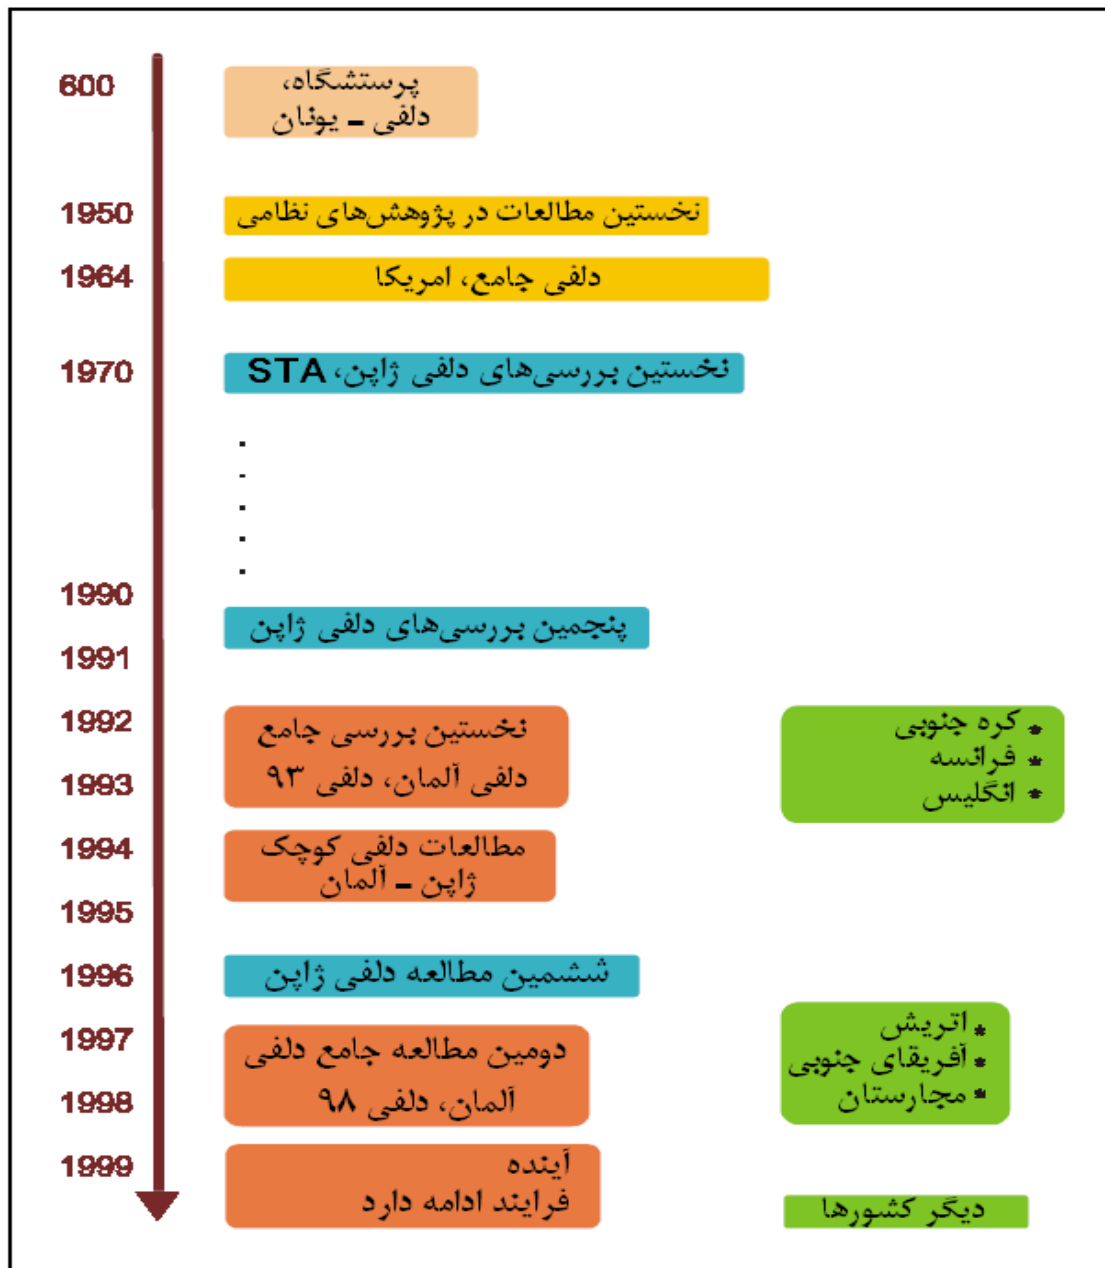 600
پرستشگاه،
دلفی - یونان
1950
نخستین مطالعات در پژوهش‌های نظامی
1964
دلفی جامع، امریکا
1970
نخستین بررسی‌های دلفی ژاپن، STA
1990
پنجمین بررسی‌های دلفی ژاپن
1991
1992
نخستین بررسی جامع
دلفی آلمان، دلفی ۹۳
1993
* کره جنوبی
* فرانسه
* انگلیس
1994
مطالعات دلفی کوچک
ژاپن - آلمان
1995
1996
ششمین مطالعه دلفی ژاپن
1997
دومین مطالعه جامع دلفی
آلمان، دلفی ۹۸
1998
* اتریش
* آفریقای جنوبی
* مجارستان
1999
آینده
فرایند ادامه دارد
دیگر کشورها